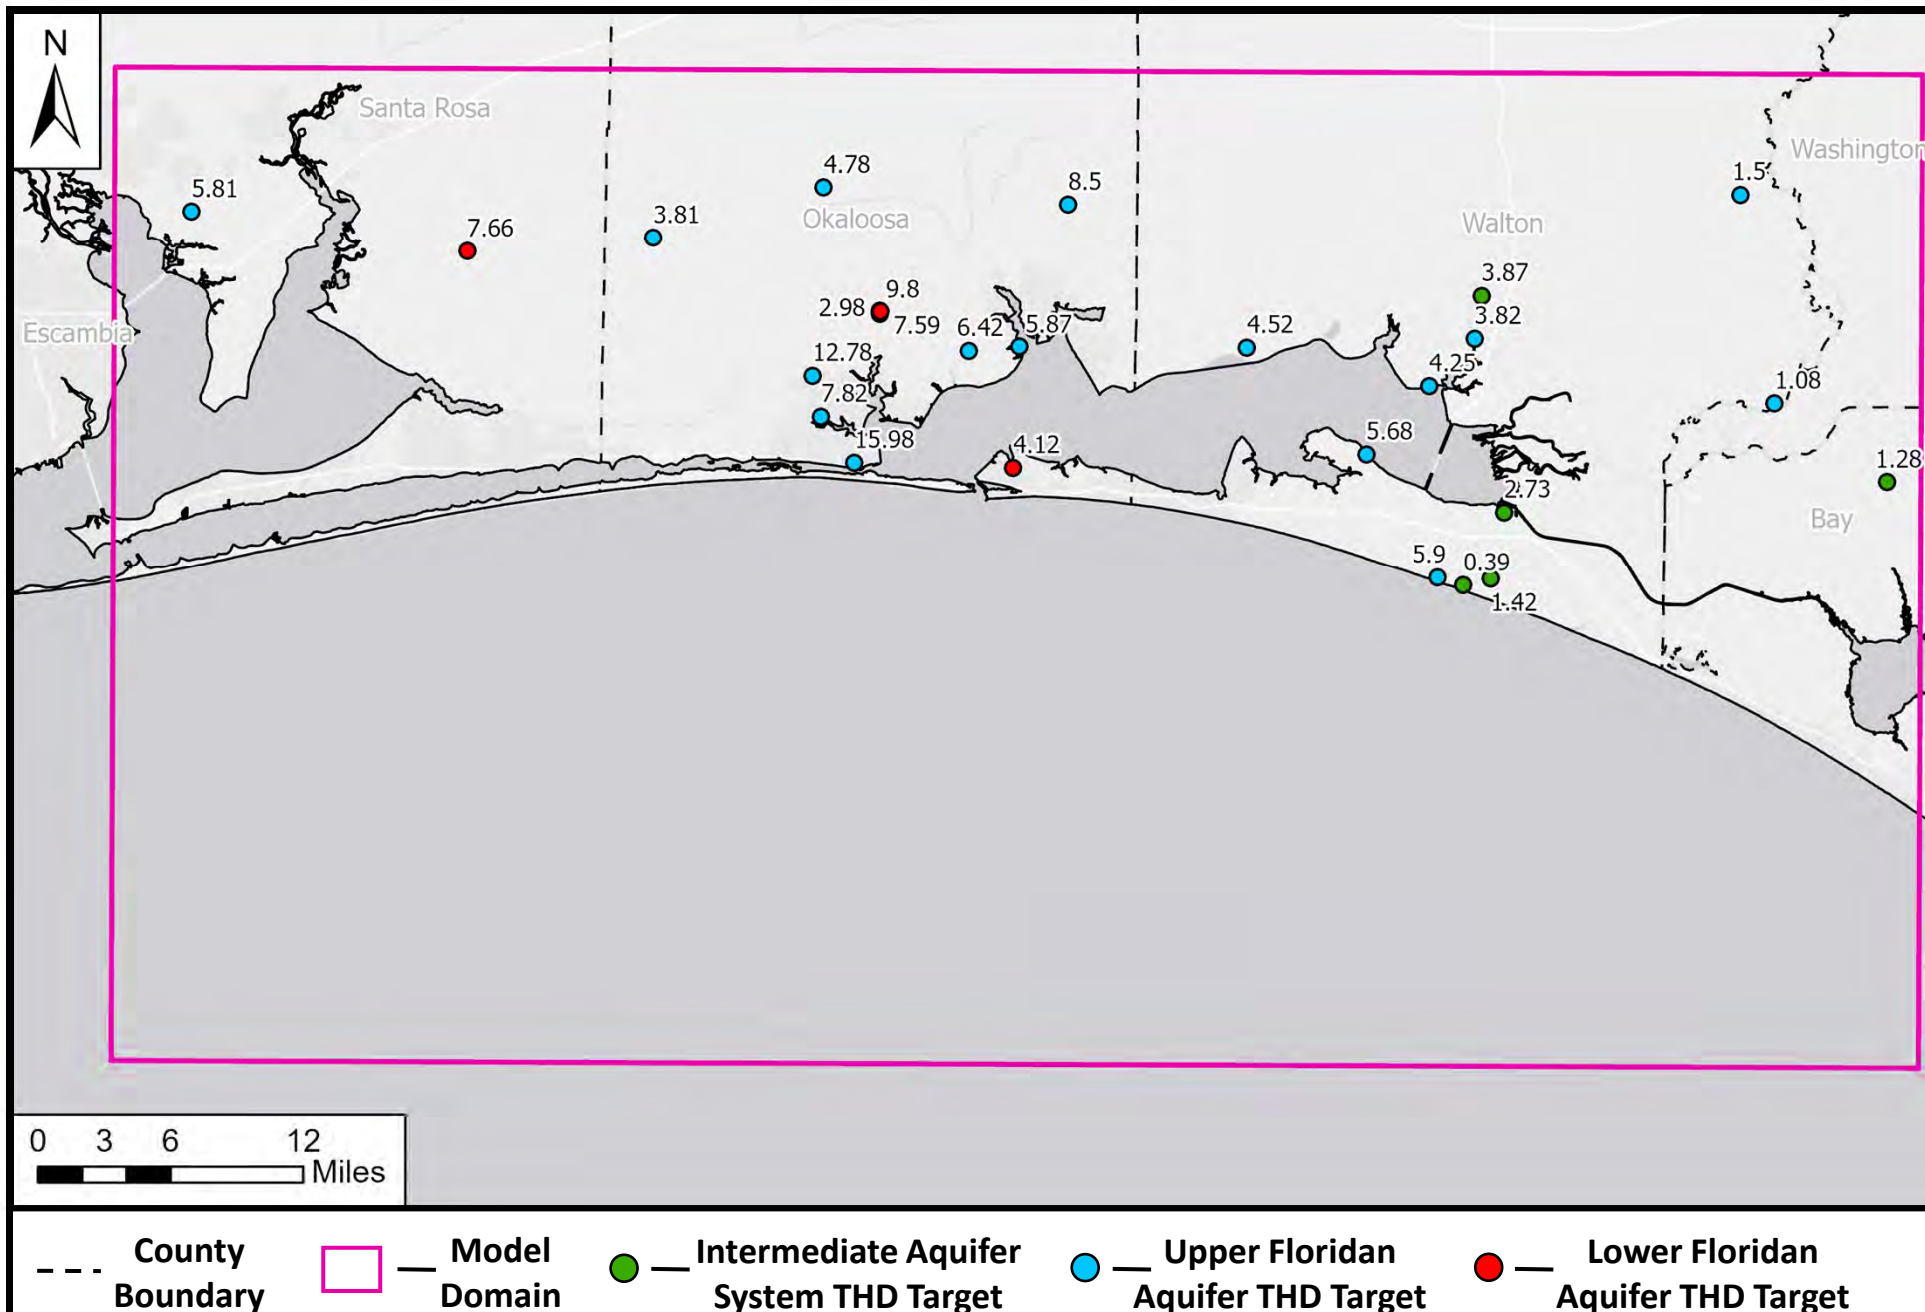 N
Santa Rosa
Washington
4.78
1.5
5.81
8.5
3.81
Okaloosa
7.66
Walton
3.87
9.8
2.98
7.59
Escambia
6.42
5.87
4.52
3.82
12.78
4.25
1.08
7.82
15.98
4.12
5.68
1.28
2.73
Bay
5.9
0.39
1.42
0 3 6 12
Miles
County
Boundary
Model
Domain
Intermediate Aquifer
System THD Target
Upper Floridan
Aquifer THD Target
Lower Floridan
Aquifer THD Target